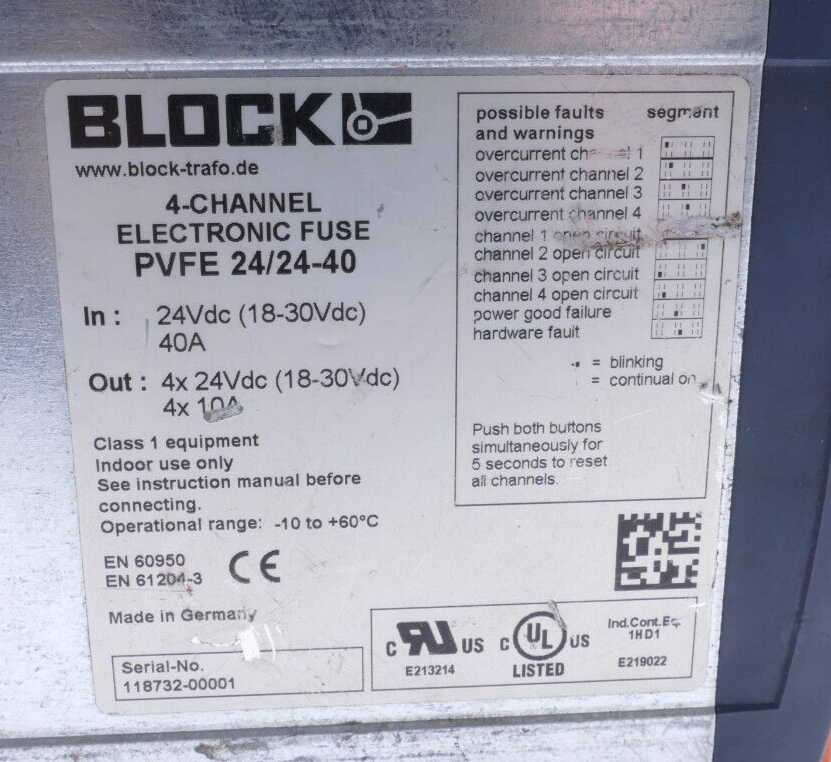 BLOCK
www.block-trafo.de
4-CHANNEL
ELECTRONIC FUSE
PVFE 24/24-40
In : 24Vdc (18-30Vdc)
40A
Out : 4x 24Vdc (18-30Vdc)
4x 10A
Class 1 equipment
Indoor use only
See instruction manual before
connecting.
Operational range: -10 to +60°C
EN 60950
EN 61204-3
CE
Made in Germany
Serial-No.
118732-00001
possible faults segment
and warnings
overcurrent channel 1
overcurrent channel 2
overcurrent channel 3
overcurrent channel 4
channel 1 open circuit
channel 2 open circuit
channel 3 open circuit
channel 4 open circuit
power good failure
hardware fault
= blinking
= continual on
Push both buttons
simultaneously for
5 seconds to reset
all channels.
c RU US
E213214
c UL US
LISTED
Ind.Cont.Eq.
1HD1
E219022